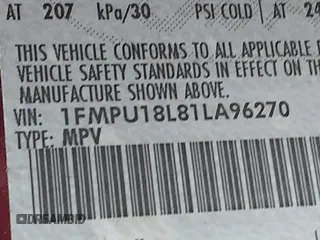 AT 207 kPa/30 PSI COLD AT 24
THIS VEHICLE CONFORMS TO ALL APPLICABLE
VEHICLE SAFETY STANDARDS IN EFFECT ON THE
MANUFACTURE SHOWN ABOVE.
VIN: 1FMPU18L81LA96270
TYPE: MPV
DREAMBID